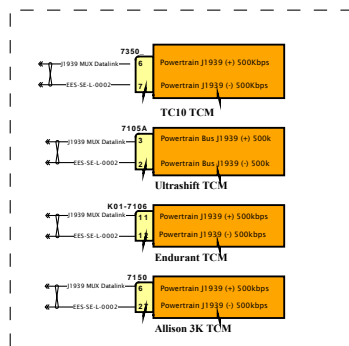 7350_
J1939 MUX Datalink 6 Powertrain J1939 (+) 500Kbps
EES-SE-L-0002 7 Powertrain J1939 (-) 500Kbps
TC10 TCM
7105A
J1939 MUX Datalink 3 Powertrain Bus J1939 (+) 500k
EES-SE-L-0002 2 Powertrain Bus J1939 (-) 500k
Ultrashift TCM
K01-7106
J1939 MUX Datalink 11 Powertrain J1939 (+) 500kbps
EES-SE-L-0002 12 Powertrain J1939 (-) 500kbps
Endurant TCM
7150
J1939 MUX Datalink 6 Powertrain J1939 (+) 500kbps
EES-SE-L-0002 2 Powertrain J1939 (-) 500kbps
Allison 3K TCM